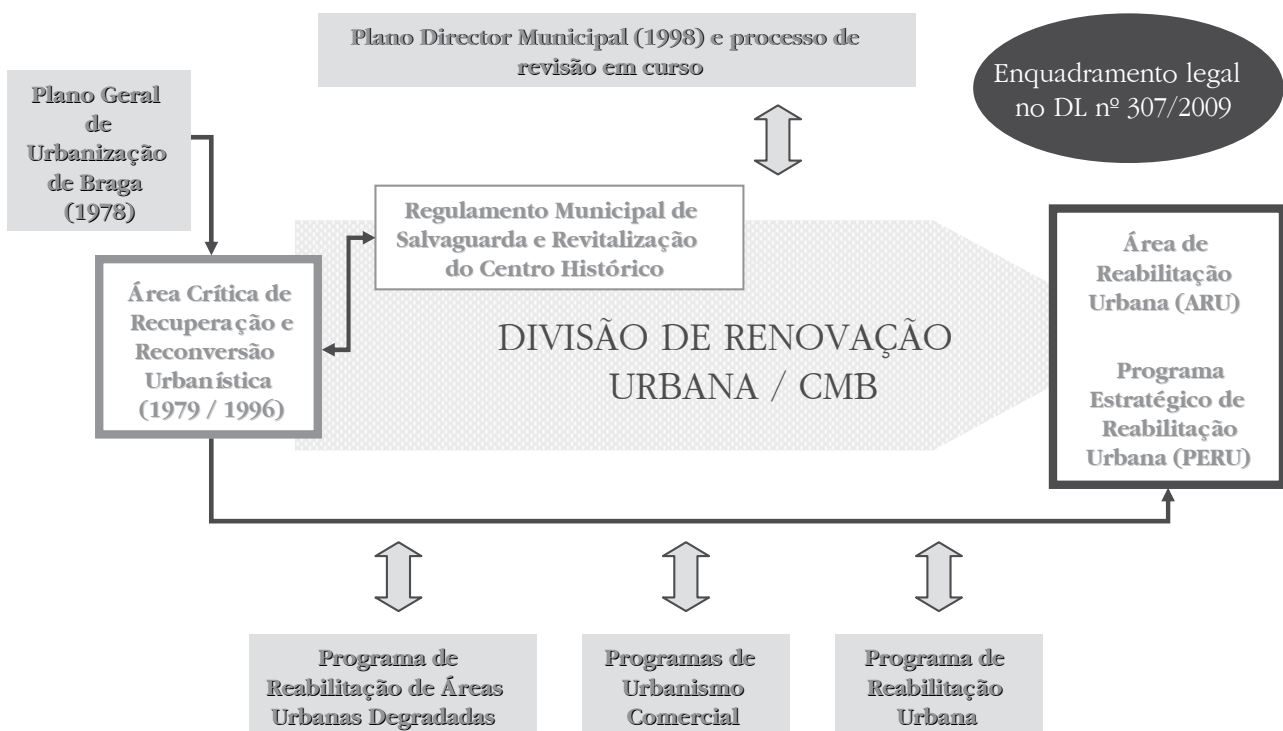 Plano Director Municipal (1998) e processo de
revisão em curso
Enquadramento legal
no DL nº 307/2009
Plano Geral
de
Urbanização
de Braga
(1978)
Regulamento Municipal de
Salvaguarda e Revitalização
do Centro Histórico
Área Crítica de
Recuperação e
Reconversão
Urbanística
(1979 / 1996)
DIVISÃO DE RENOVAÇÃO
URBANA / CMB
Área de
Reabilitação
Urbana (ARU)
Programa
Estratégico de
Reabilitação
Urbana (PERU)
Programa de
Reabilitação de Áreas
Urbanas Degradadas
Programas de
Urbanismo
Comercial
Programa de
Reabilitação
Urbana